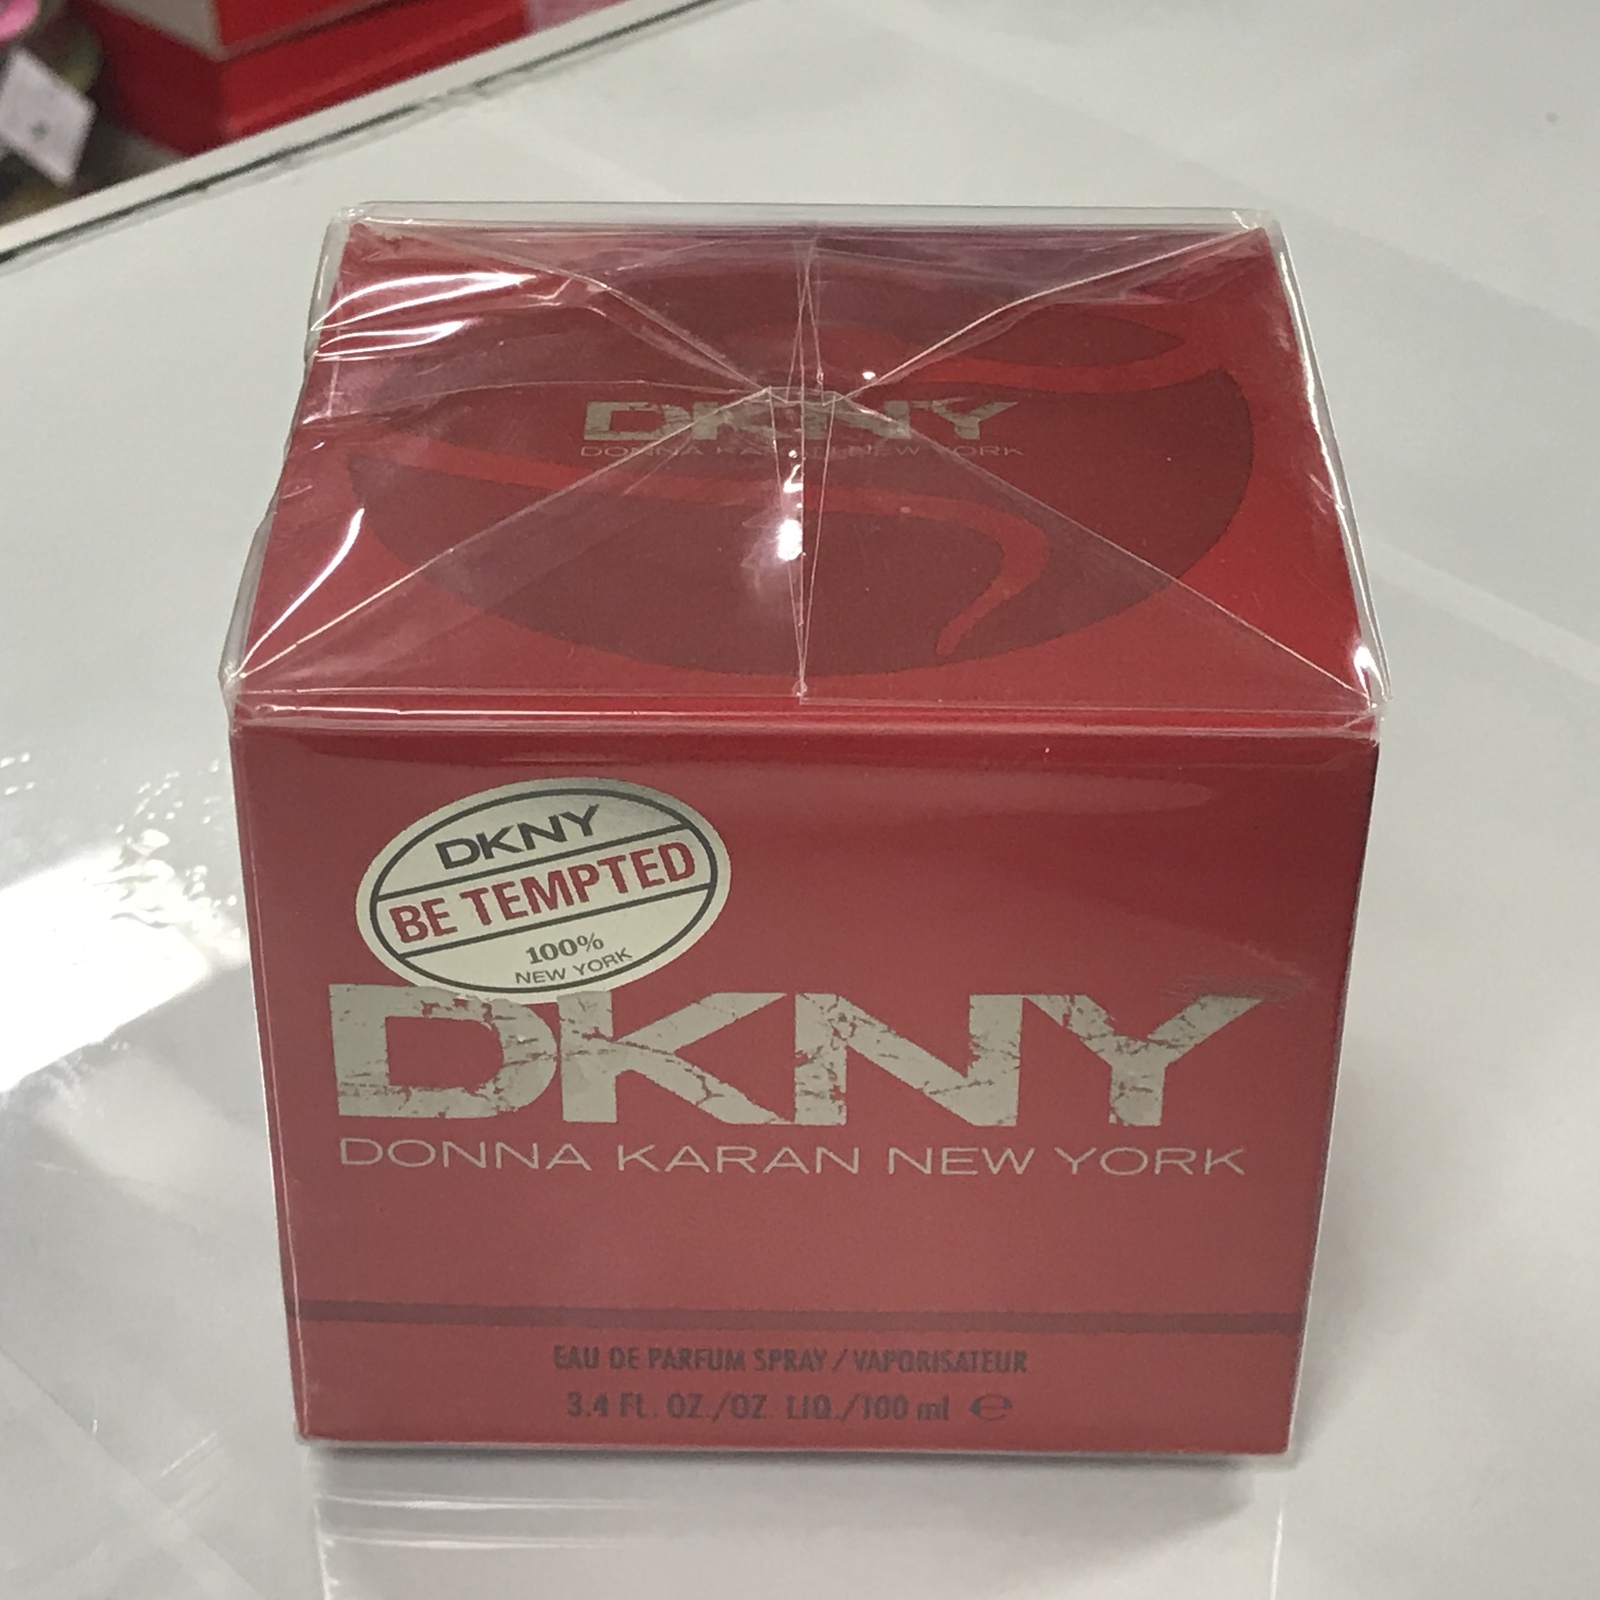 DKNY
DONNA KARAN NEW YORK
DKNY
BE TEMPTED
100%
NEW YORK
DKNY
DONNA KARAN NEW YORK
EAU DE PARFUM SPRAY / VAPORISATEUR
3.4 FL. OZ./OZ. LIQ./100 ml ℮